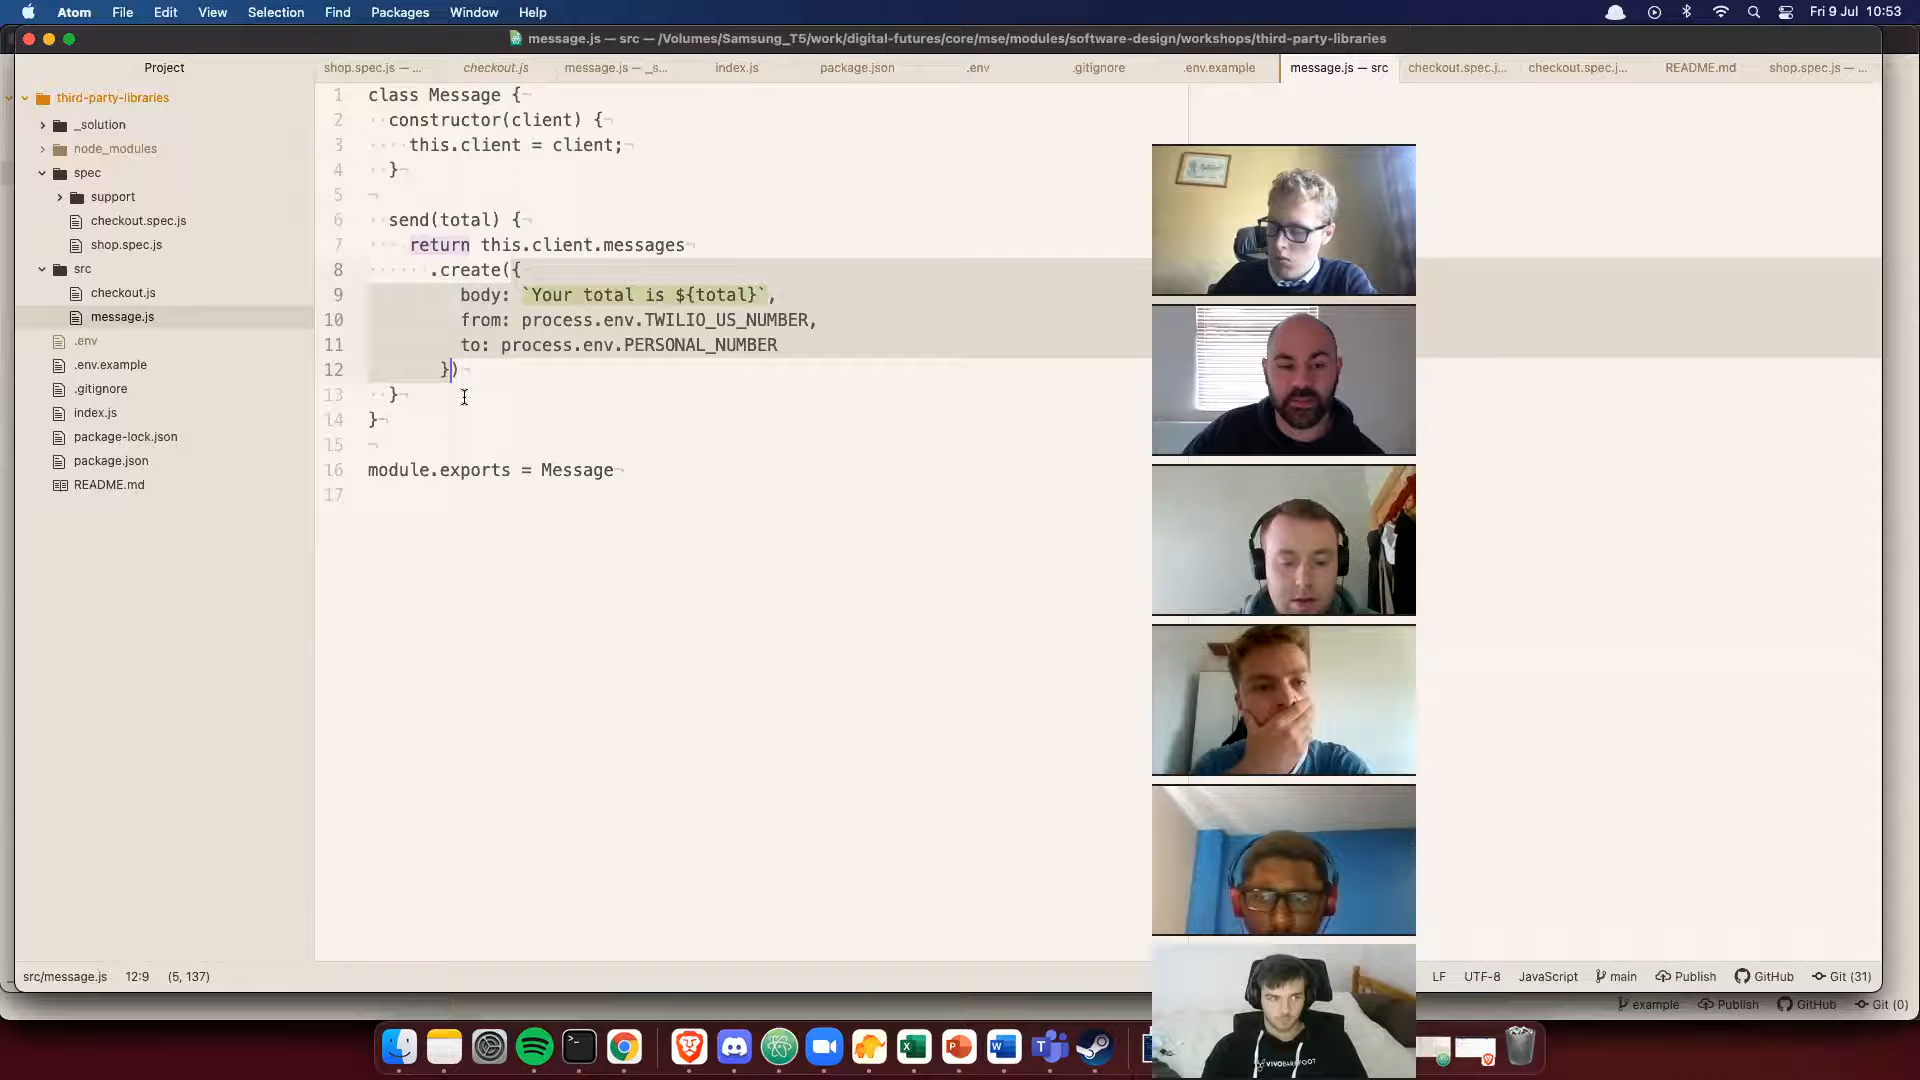 Atom File Edit View Selection Find Packages Window Help Fri 9 Jul 10:53
message.js — src — /Volumes/Samsung_T5/work/digital-futures/core/mse/modules/software-design/workshops/third-party-libraries
Project
shop.spec.js — ... checkout.js message.js — _s... index.js package.json .env .gitignore .env.example message.js — src checkout.spec.j... checkout.spec.j... README.md shop.spec.js — ...
third-party-libraries
_solution
node_modules
spec
support
checkout.spec.js
shop.spec.js
src
checkout.js
message.js
.env
.env.example
.gitignore
index.js
package-lock.json
package.json
README.md
1 class Message {
2 constructor(client) {
3 this.client = client;
4 }
5
6 send(total) {
7 return this.client.messages
8 .create({
9 body: `Your total is ${total}`,
10 from: process.env.TWILIO_US_NUMBER,
11 to: process.env.PERSONAL_NUMBER
12 })
13 }
14 }
15
16 module.exports = Message
17
VIVOBAREFOOT
src/message.js 12:9 (5, 137) LF UTF-8 JavaScript main Publish GitHub Git (31)
example Publish GitHub Git (0)